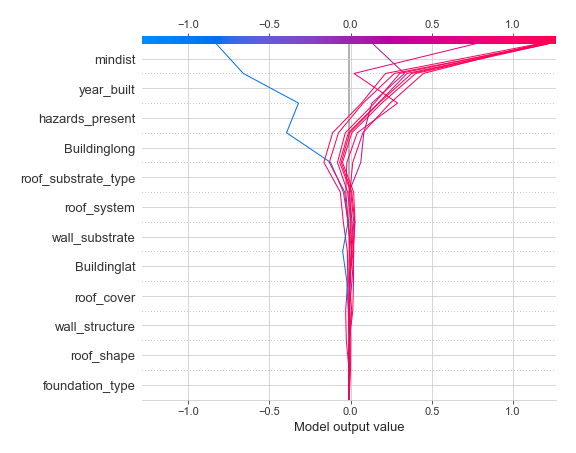 −1.0 −0.5 0.0 0.5 1.0
mindist
year_built
hazards_present
Buildinglong
roof_substrate_type
roof_system
wall_substrate
Buildinglat
roof_cover
wall_structure
roof_shape
foundation_type
−1.0 −0.5 0.0 0.5 1.0
Model output value